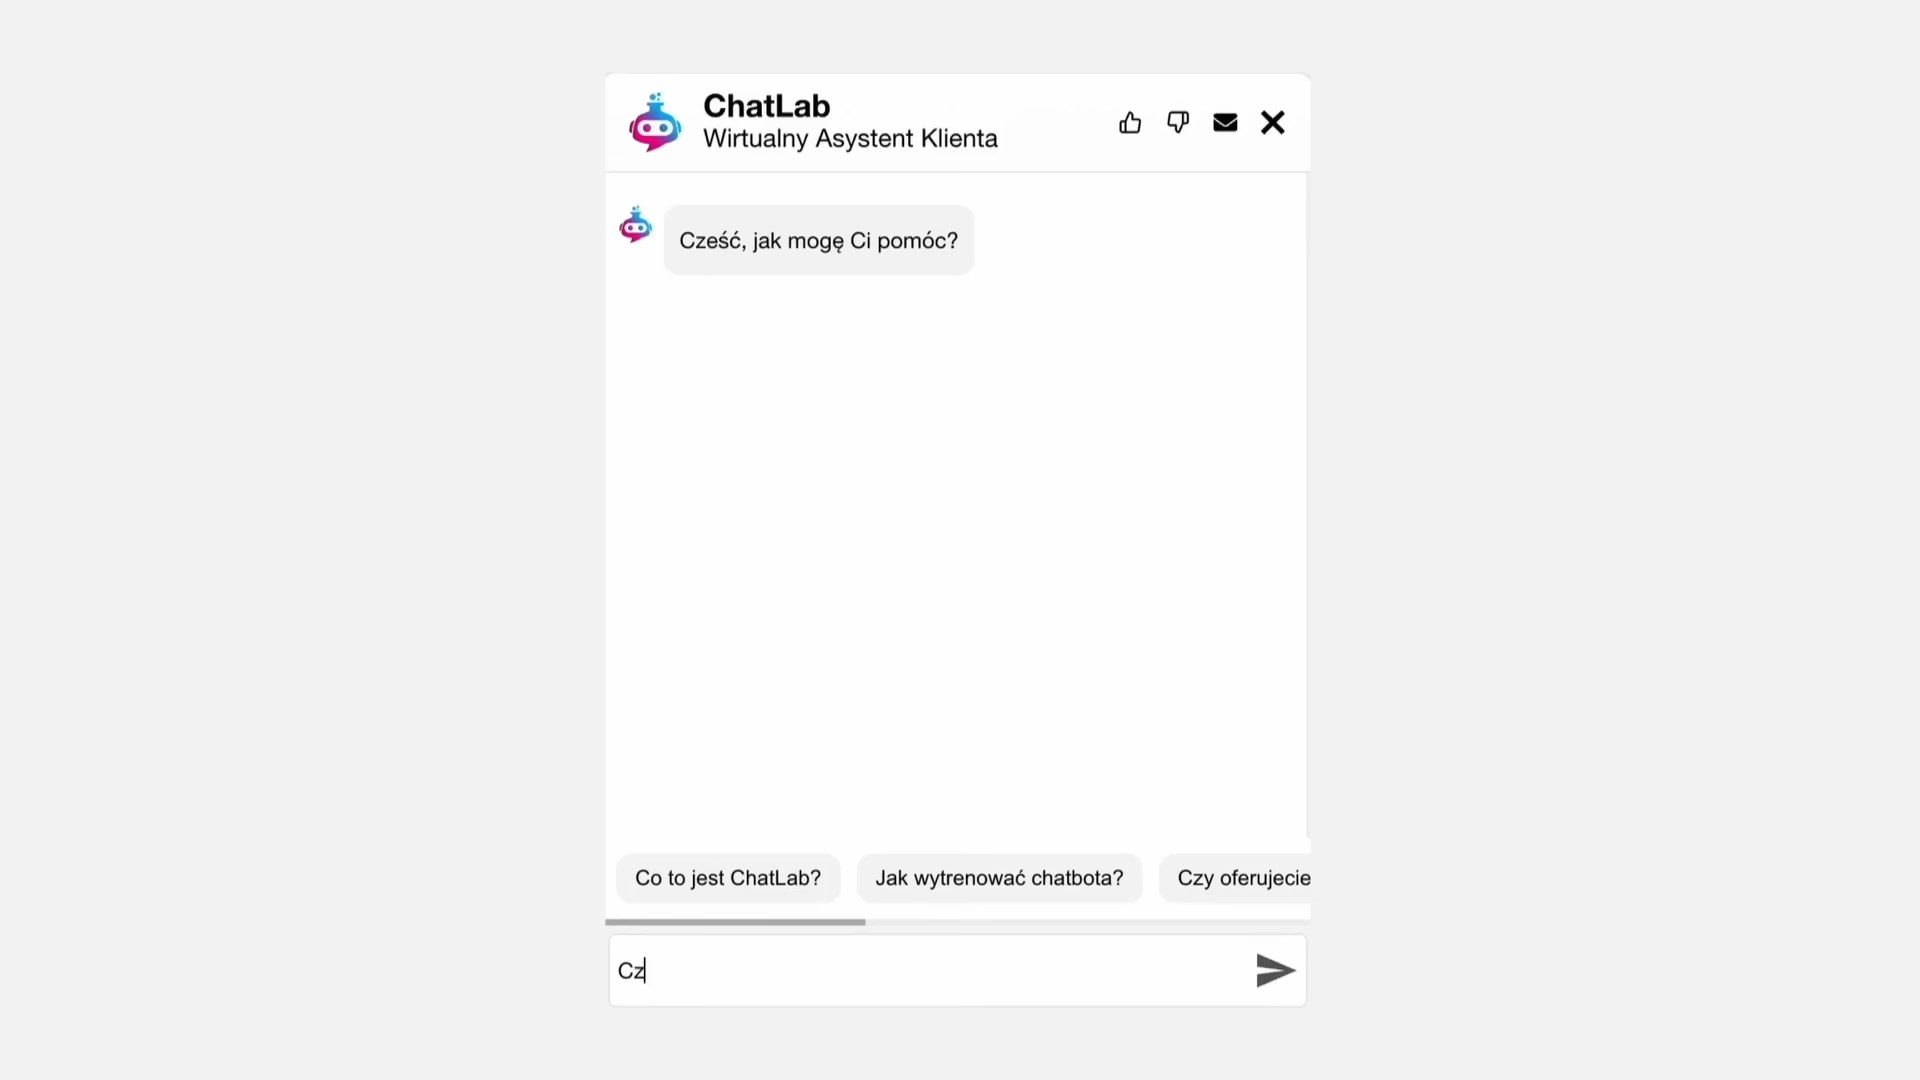 ChatLab
Wirtualny Asystent Klienta
Cześć, jak mogę Ci pomóc?
Co to jest ChatLab?
Jak wytrenować chatbota?
Czy oferujecie
Cz